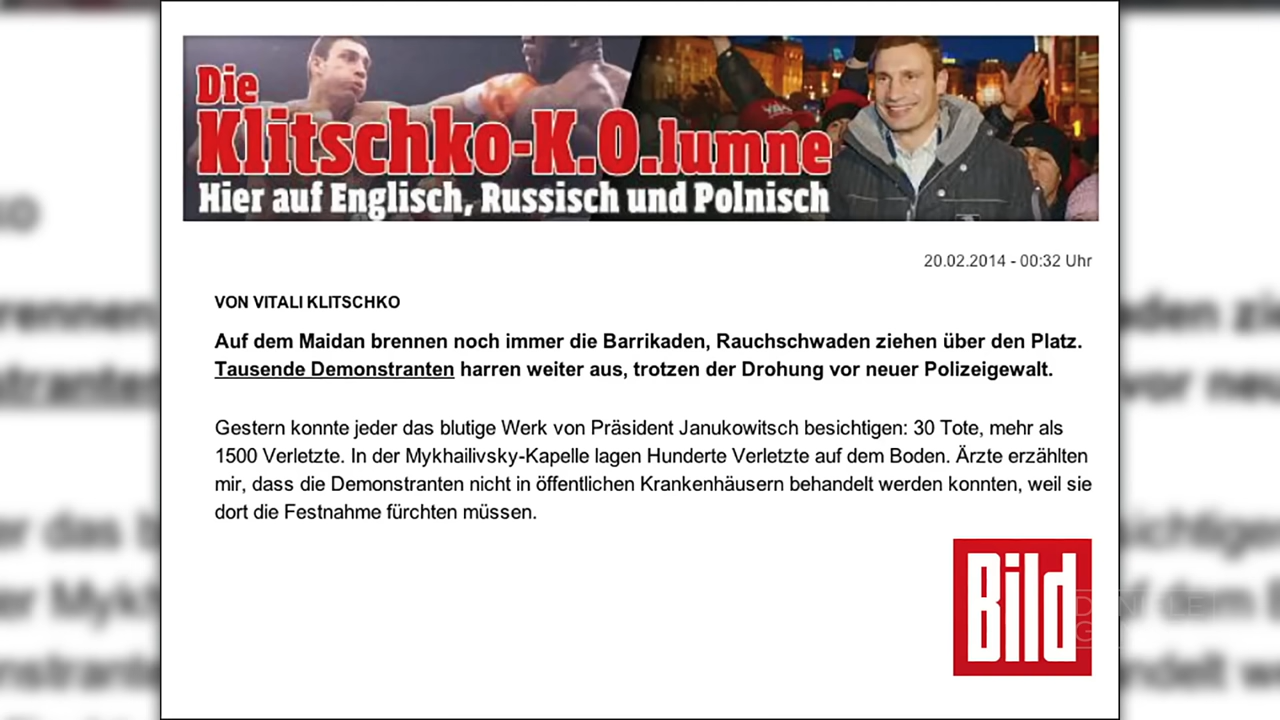 Die
Klitschko-K.O.lumne
Hier auf Englisch, Russisch und Polnisch
20.02.2014 - 00:32 Uhr
VON VITALI KLITSCHKO
Auf dem Maidan brennen noch immer die Barrikaden, Rauchschwaden ziehen über den Platz.
Tausende Demonstranten harren weiter aus, trotzen der Drohung vor neuer Polizeigewalt.
Gestern konnte jeder das blutige Werk von Präsident Janukowitsch besichtigen: 30 Tote, mehr als
1500 Verletzte. In der Mykhailivsky-Kapelle lagen Hunderte Verletzte auf dem Boden. Ärzte erzählten
mir, dass die Demonstranten nicht in öffentlichen Krankenhäusern behandelt werden konnten, weil sie
dort die Festnahme fürchten müssen.
Bild